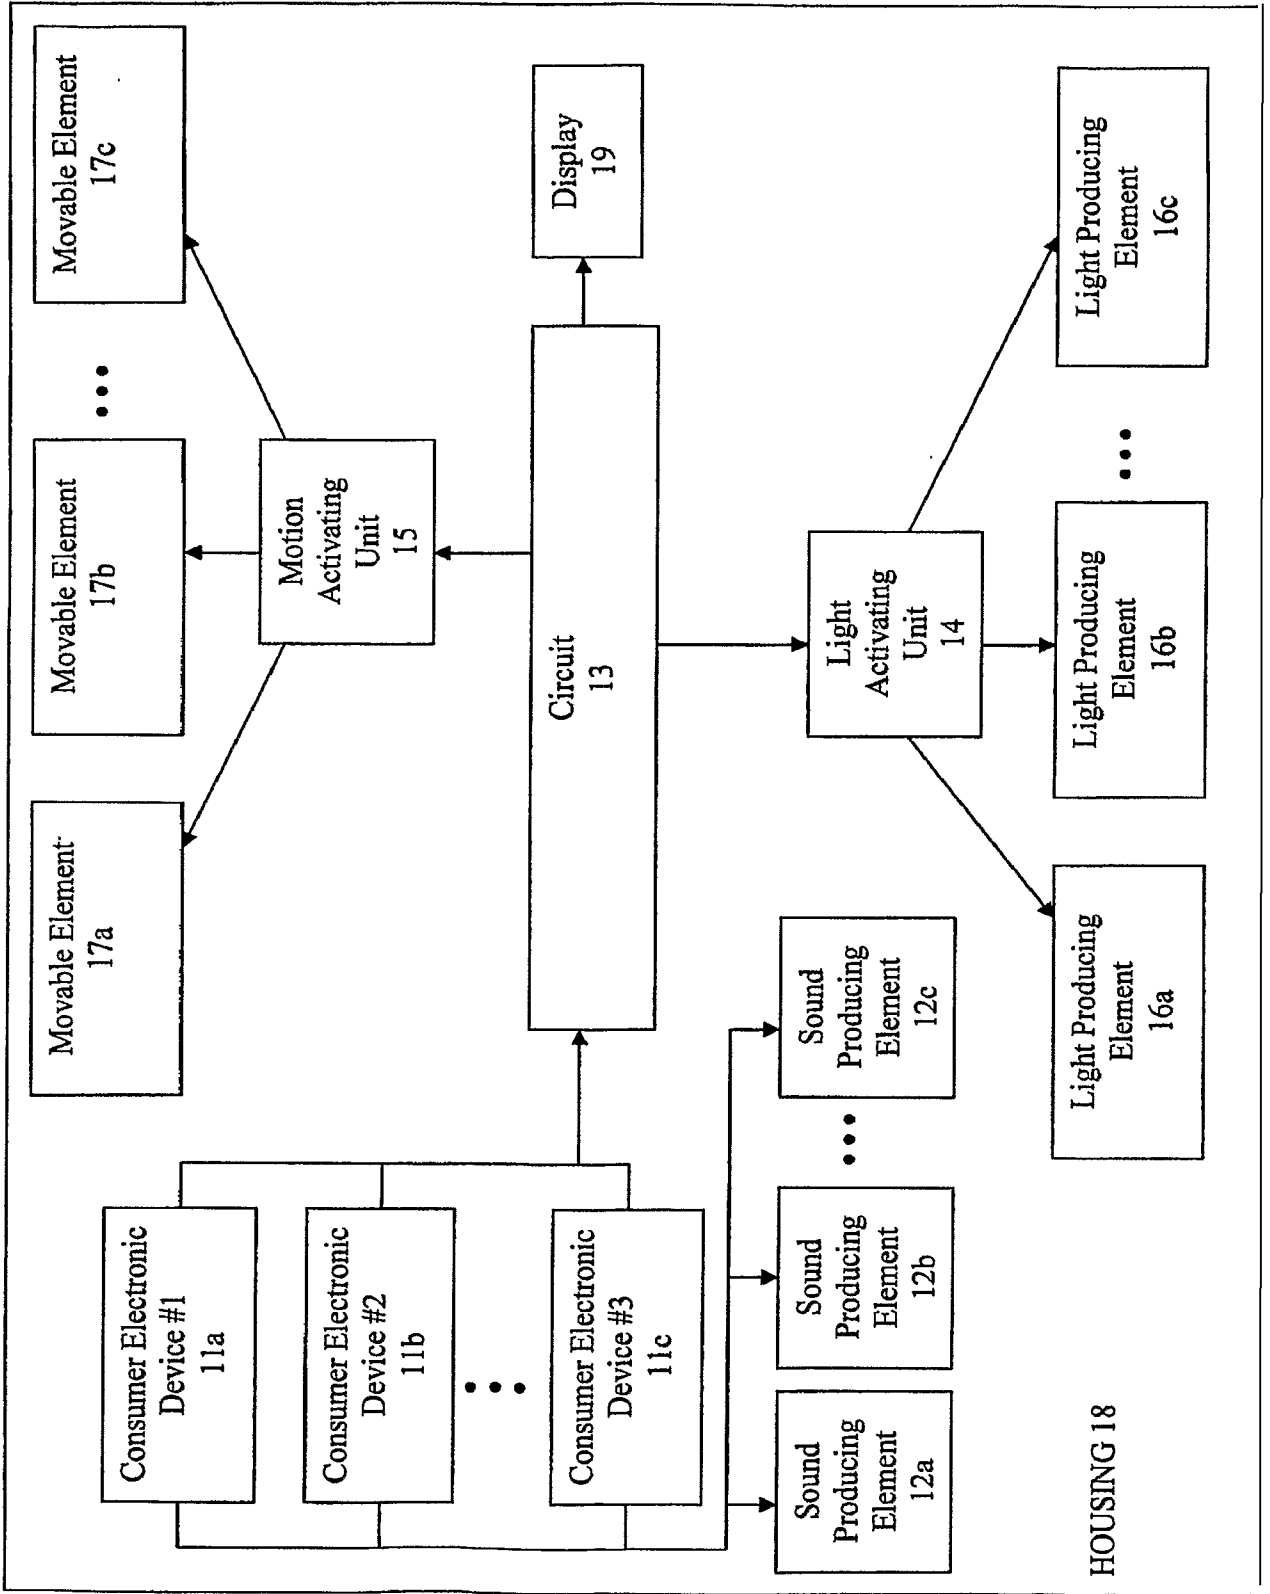 Consumer Electronic
Device #1
11a
Consumer Electronic
Device #2
11b
Consumer Electronic
Device #3
11c
Movable Element
17a
Movable Element
17b
Movable Element
17c
Motion
Activating
Unit
15
Circuit
13
Display
19
Sound
Producing
Element
12a
Sound
Producing
Element
12b
Sound
Producing
Element
12c
Light
Activating
Unit
14
Light Producing
Element
16a
Light Producing
Element
16b
Light Producing
Element
16c
HOUSING 18